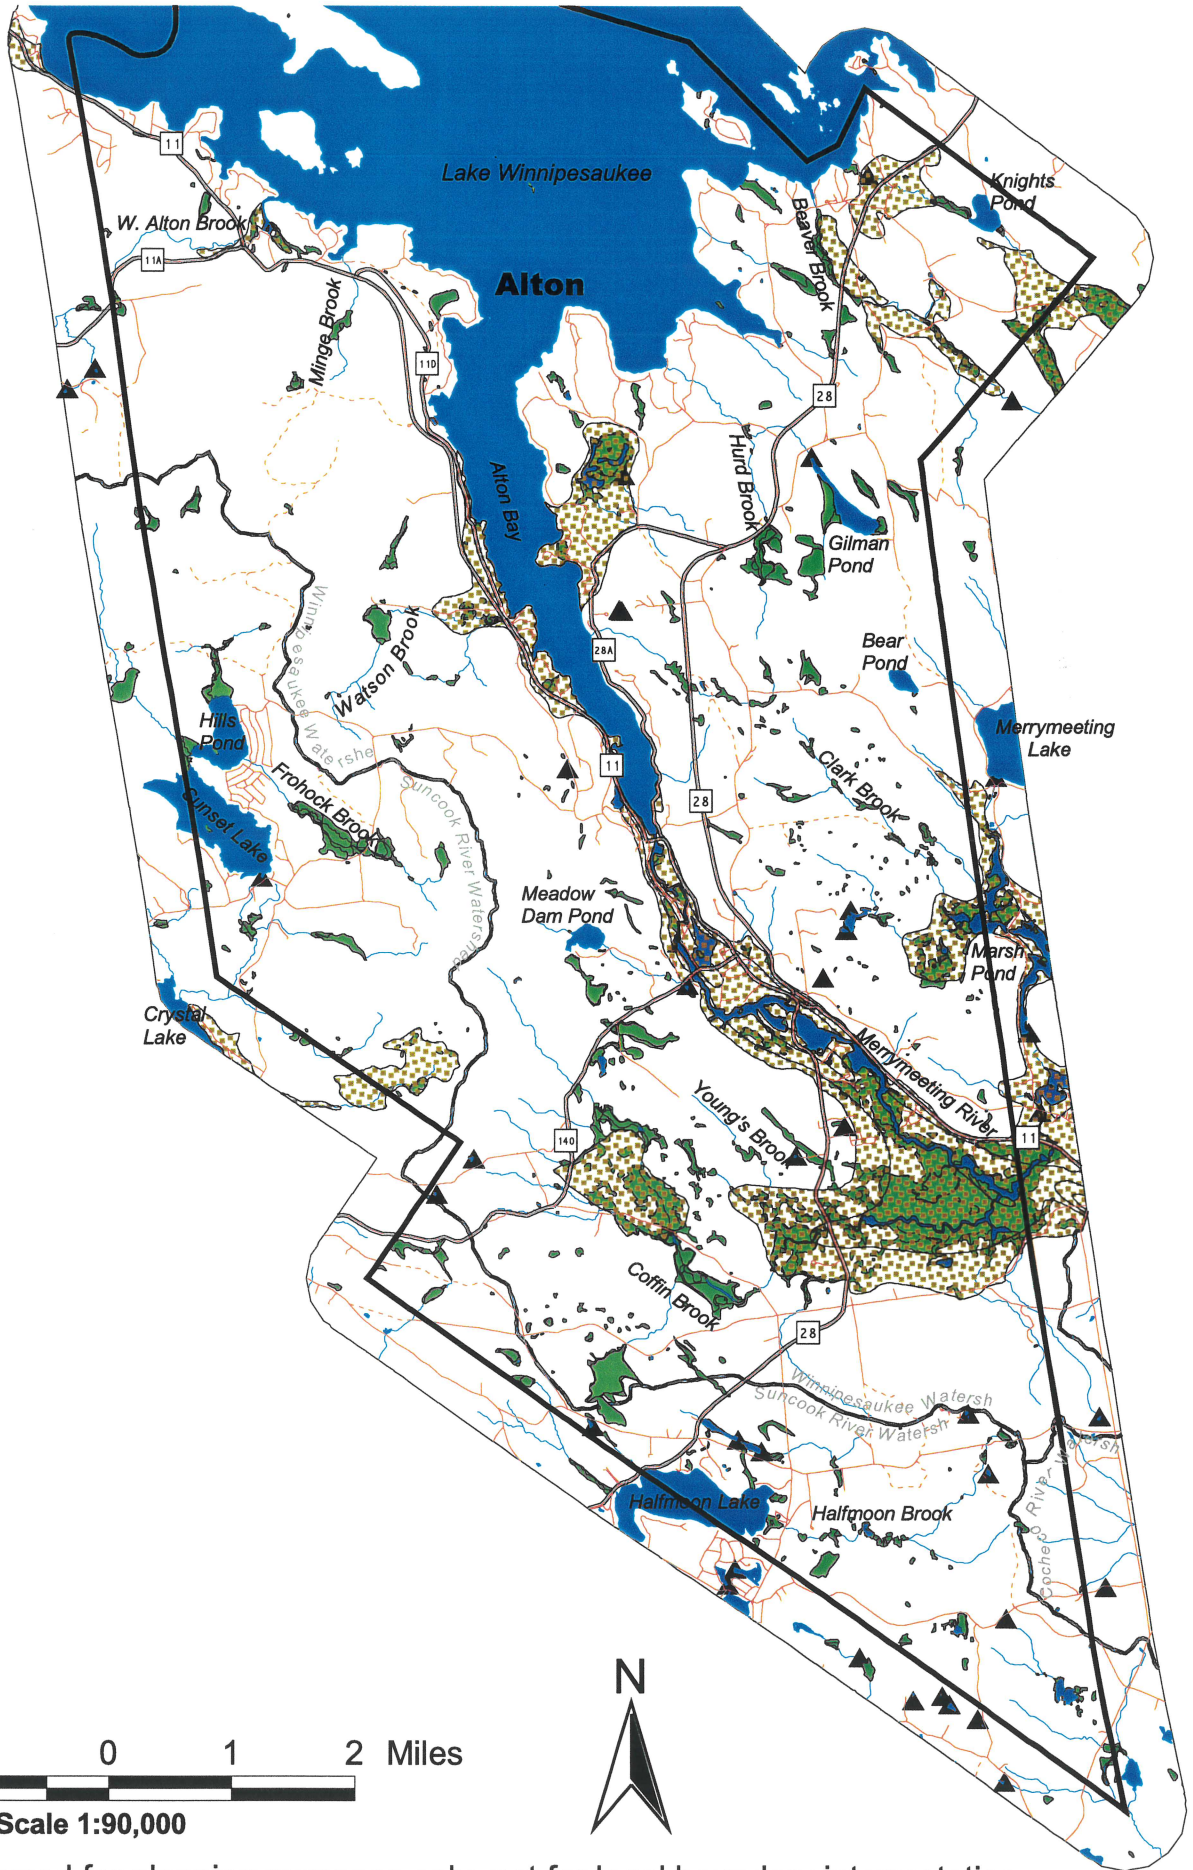 11
Lake Winnipesaukee
Knights
Pond
W. Alton Brook
Beaver Brook
11A
Alton
Minge Brook
11D
28
Hurd Brook
Alton Bay
Gilman
Pond
Winnipesaukee Watershe
Watson Brook
28A
Bear
Pond
Hills
Pond
Merrymeeting
Lake
11
Frohock Brook
Clark Brook
Suncook River Watershed
Sunset Lake
28
Meadow
Dam Pond
Marsh
Pond
Crystal
Lake
Merrymeeting River
Young's Brook
140
11
Coffin Brook
28
Winnipesaukee Watersh
Suncook River Watersh
Cocheco River Watersh
Halfmoon Lake
Halfmoon Brook
N
0 1 2 Miles
Scale 1:90,000